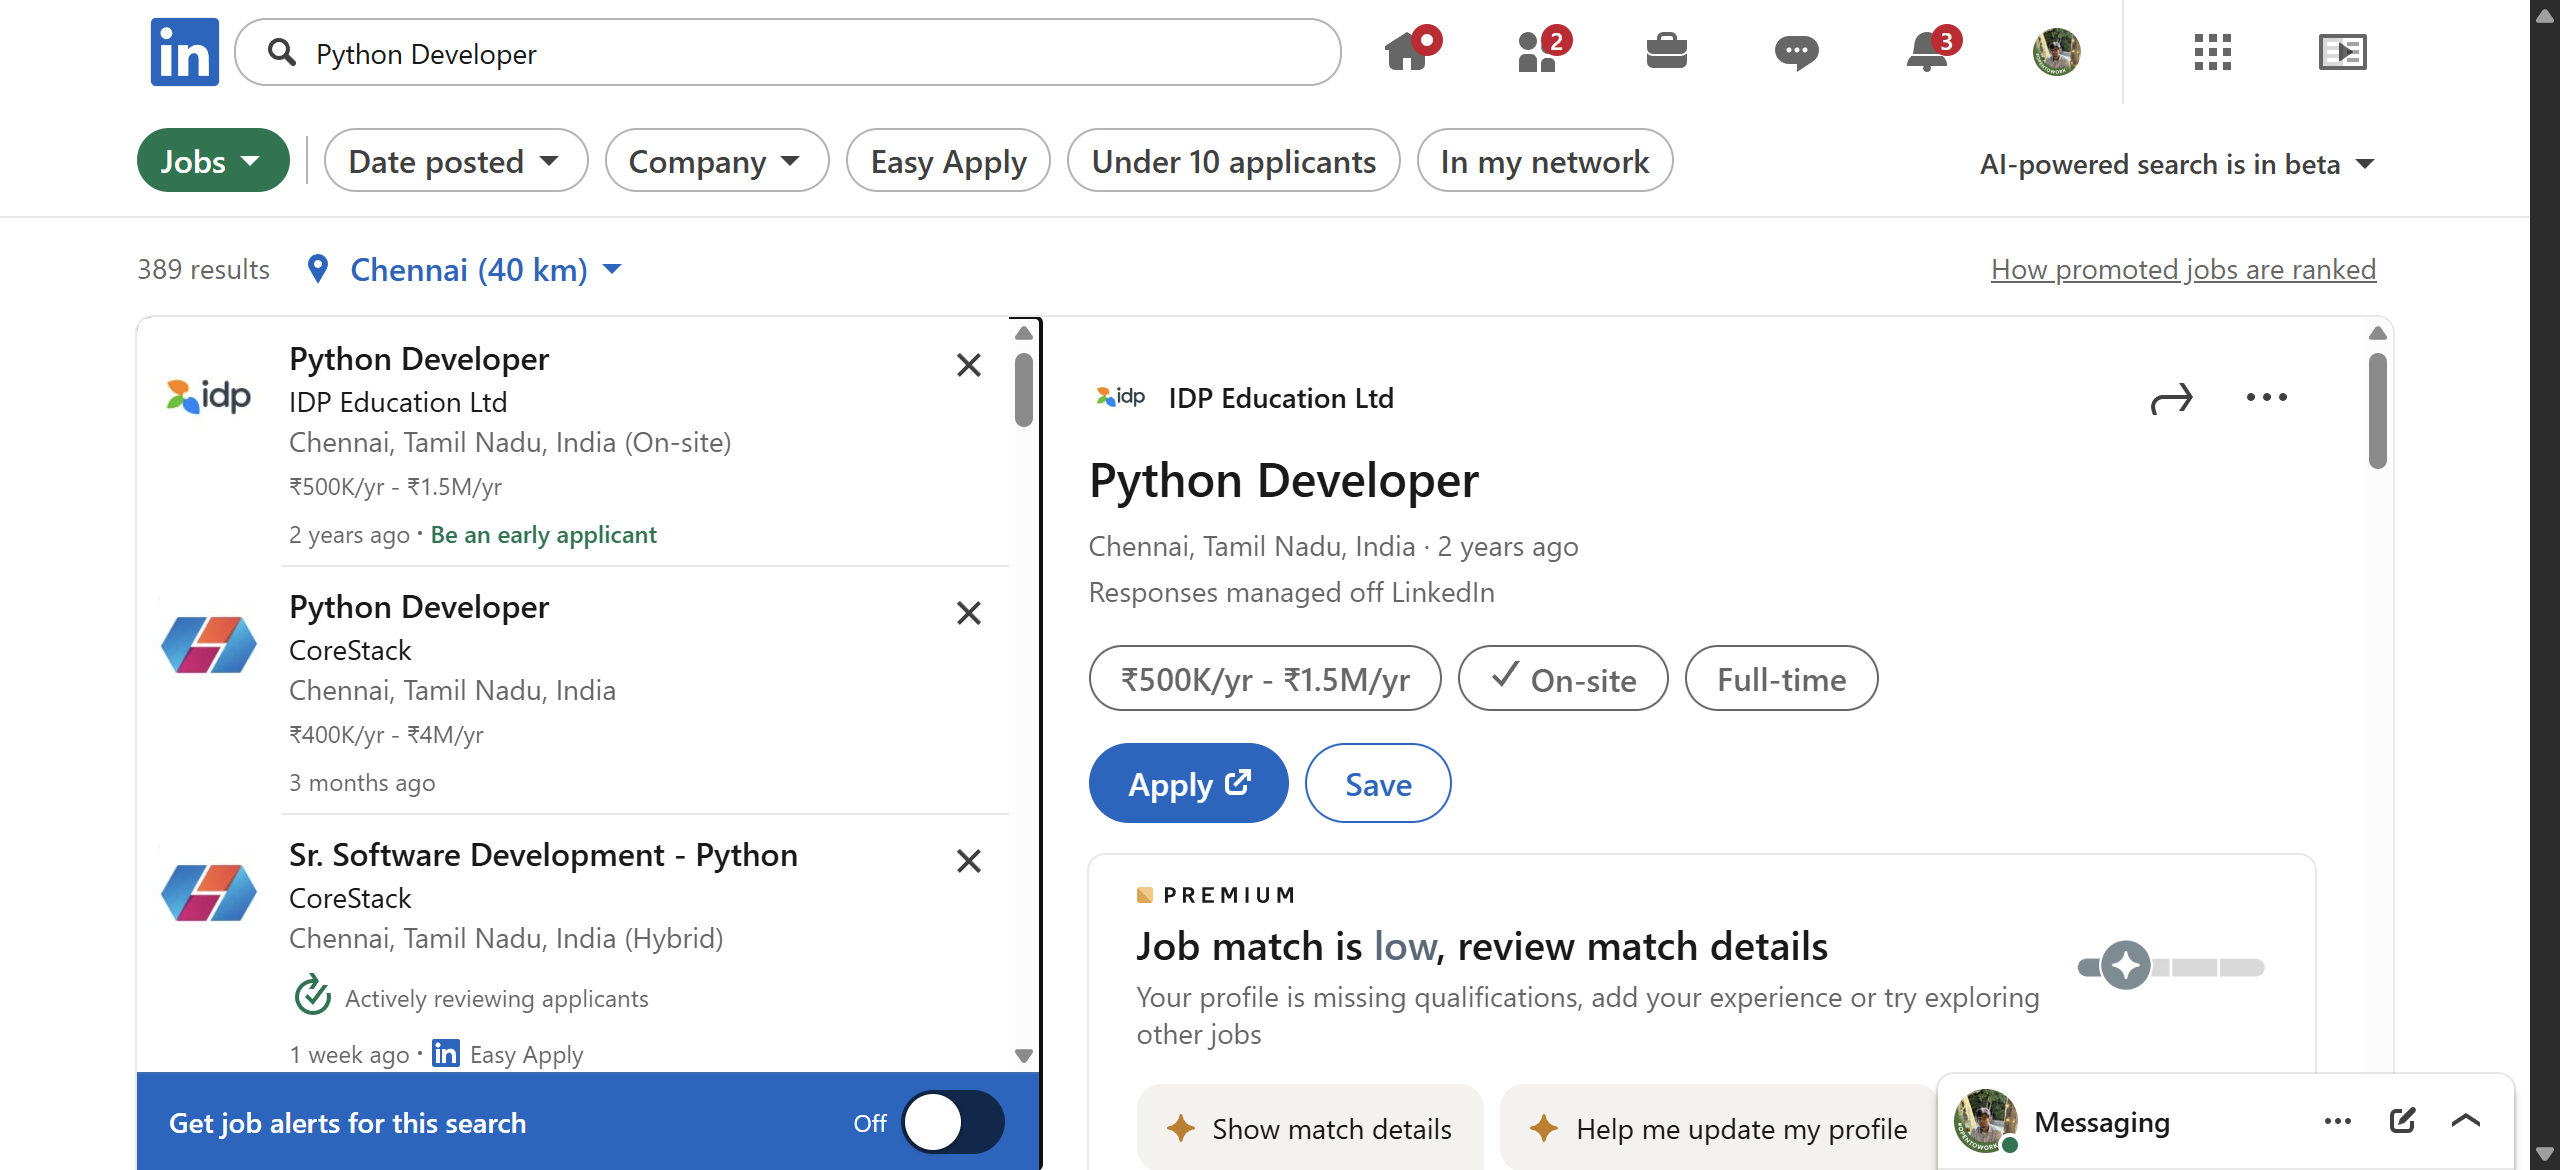 in
Python Developer
2
3
Jobs
Date posted
Company
Easy Apply
Under 10 applicants
In my network
AI-powered search is in beta
389 results
Chennai (40 km)
How promoted jobs are ranked
idp
Python Developer
IDP Education Ltd
Chennai, Tamil Nadu, India (On-site)
₹500K/yr - ₹1.5M/yr
2 years ago · Be an early applicant
Python Developer
CoreStack
Chennai, Tamil Nadu, India
₹400K/yr - ₹4M/yr
3 months ago
Sr. Software Development - Python
CoreStack
Chennai, Tamil Nadu, India (Hybrid)
Actively reviewing applicants
1 week ago · in Easy Apply
Get job alerts for this search
Off
idp
IDP Education Ltd
Python Developer
Chennai, Tamil Nadu, India · 2 years ago
Responses managed off LinkedIn
₹500K/yr - ₹1.5M/yr
On-site
Full-time
Apply
Save
PREMIUM
Job match is low, review match details
Your profile is missing qualifications, add your experience or try exploring
other jobs
Show match details
Help me update my profile
#OPENTOWORK
Messaging